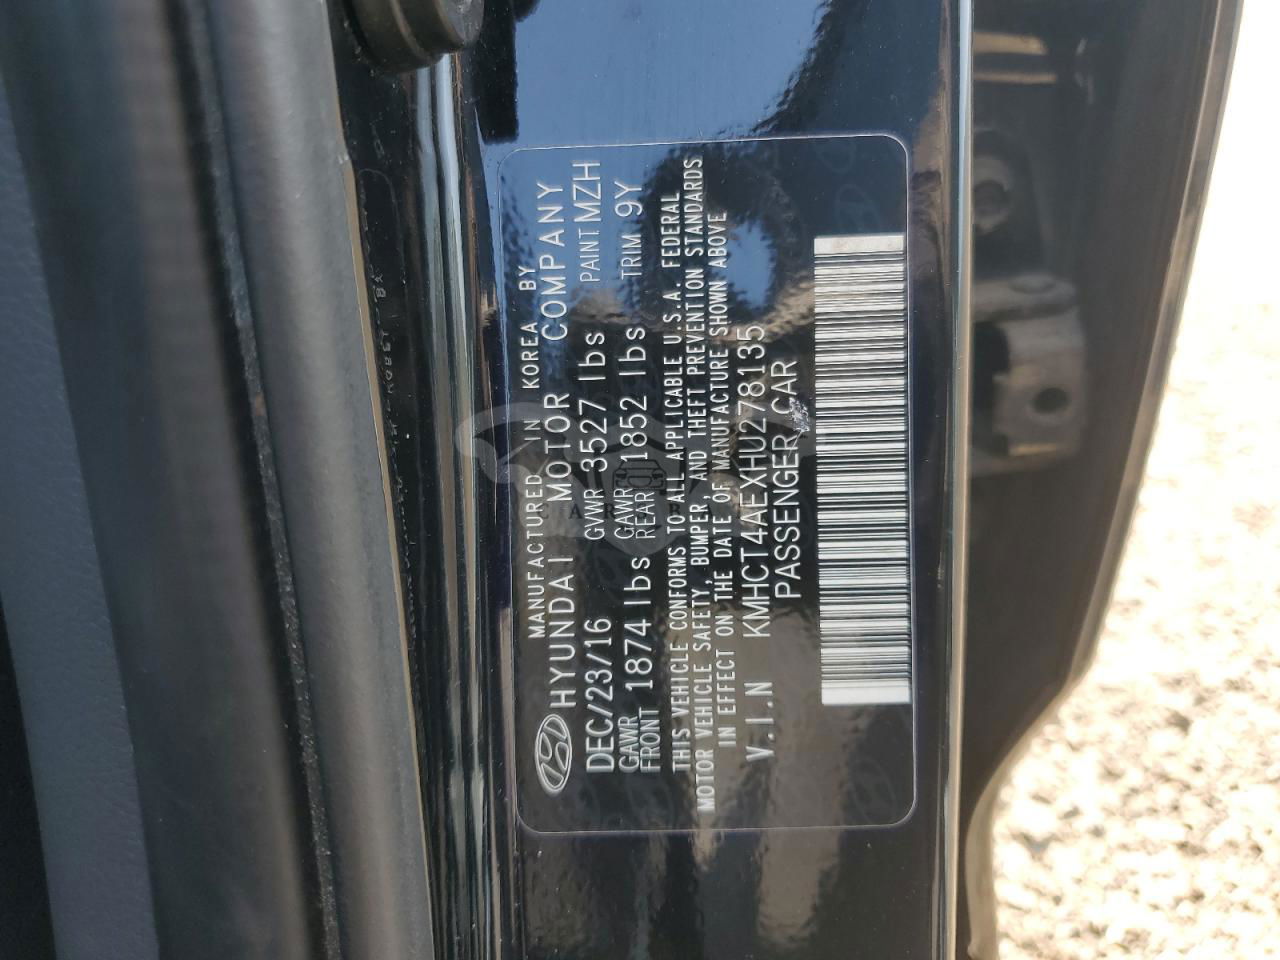 MANUFACTURED IN KOREA BY
HYUNDAI MOTOR COMPANY
DEC/23/16 GVWR 3527 lbs PAINT MZH
GAWR FRONT 1874 lbs GAWR REAR 1852 lbs TRIM 9Y
THIS VEHICLE CONFORMS TO ALL APPLICABLE U.S.A. FEDERAL
MOTOR VEHICLE SAFETY, BUMPER, AND THEFT PREVENTION STANDARDS
IN EFFECT ON THE DATE OF MANUFACTURE SHOWN ABOVE
V.I.N KMHCT4AEXHU278135
PASSENGER CAR